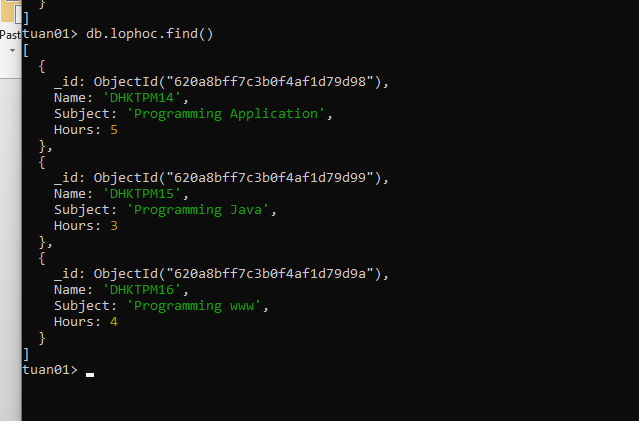 }
]
Past
tuan01> db.lophoc.find()
[
  {
    _id: ObjectId("620a8bff7c3b0f4af1d79d98"),
    Name: 'DHKTPM14',
    Subject: 'Programming Application',
    Hours: 5
  },
  {
    _id: ObjectId("620a8bff7c3b0f4af1d79d99"),
    Name: 'DHKTPM15',
    Subject: 'Programming Java',
    Hours: 3
  },
  {
    _id: ObjectId("620a8bff7c3b0f4af1d79d9a"),
    Name: 'DHKTPM16',
    Subject: 'Programming www',
    Hours: 4
  }
]
tuan01>